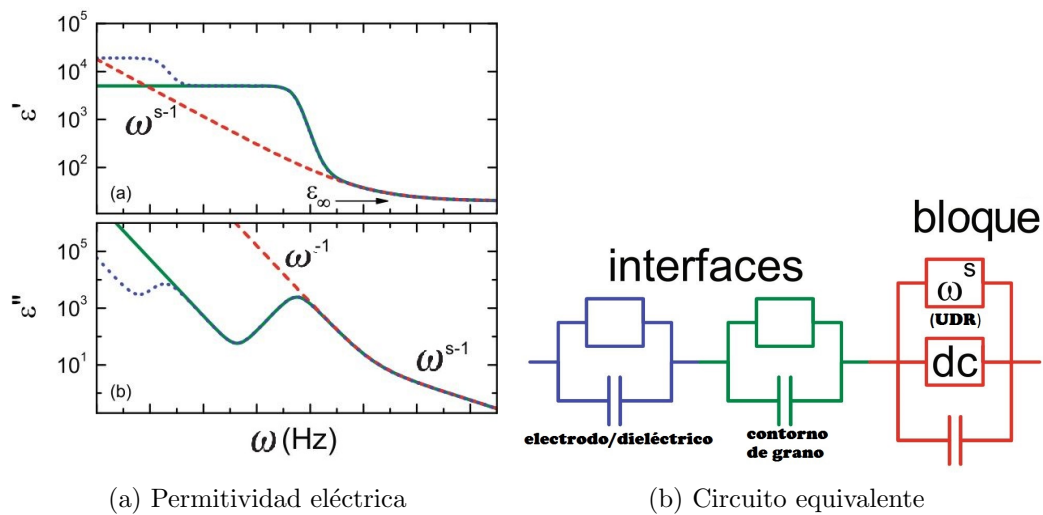 10⁵
10⁴
10³
10²
ε'
ω^{s-1}
(a)
ε_∞
10⁵
10³
10¹
ε''
ω^{-1}
ω^{s-1}
(b)
ω (Hz)
interfaces
bloque
ω^s
(UDR)
dc
electrodo/dieléctrico
contorno
de grano
(a) Permitividad eléctrica
(b) Circuito equivalente